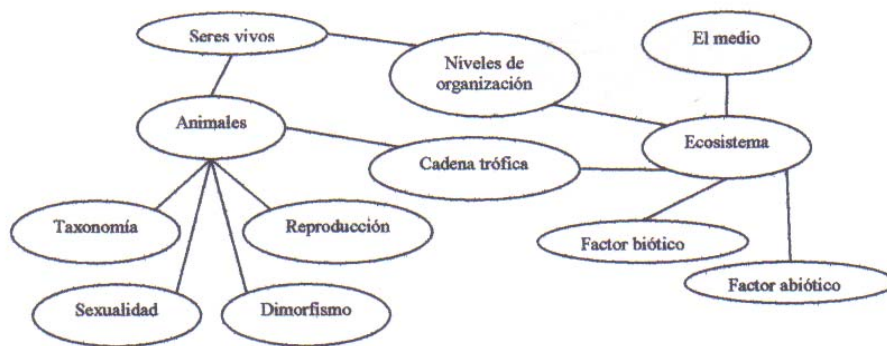 Seres vivos
El medio
Niveles de
organización
Animales
Ecosistema
Cadena trófica
Taxonomía
Reproducción
Factor biótico
Factor abiótico
Sexualidad
Dimorfismo